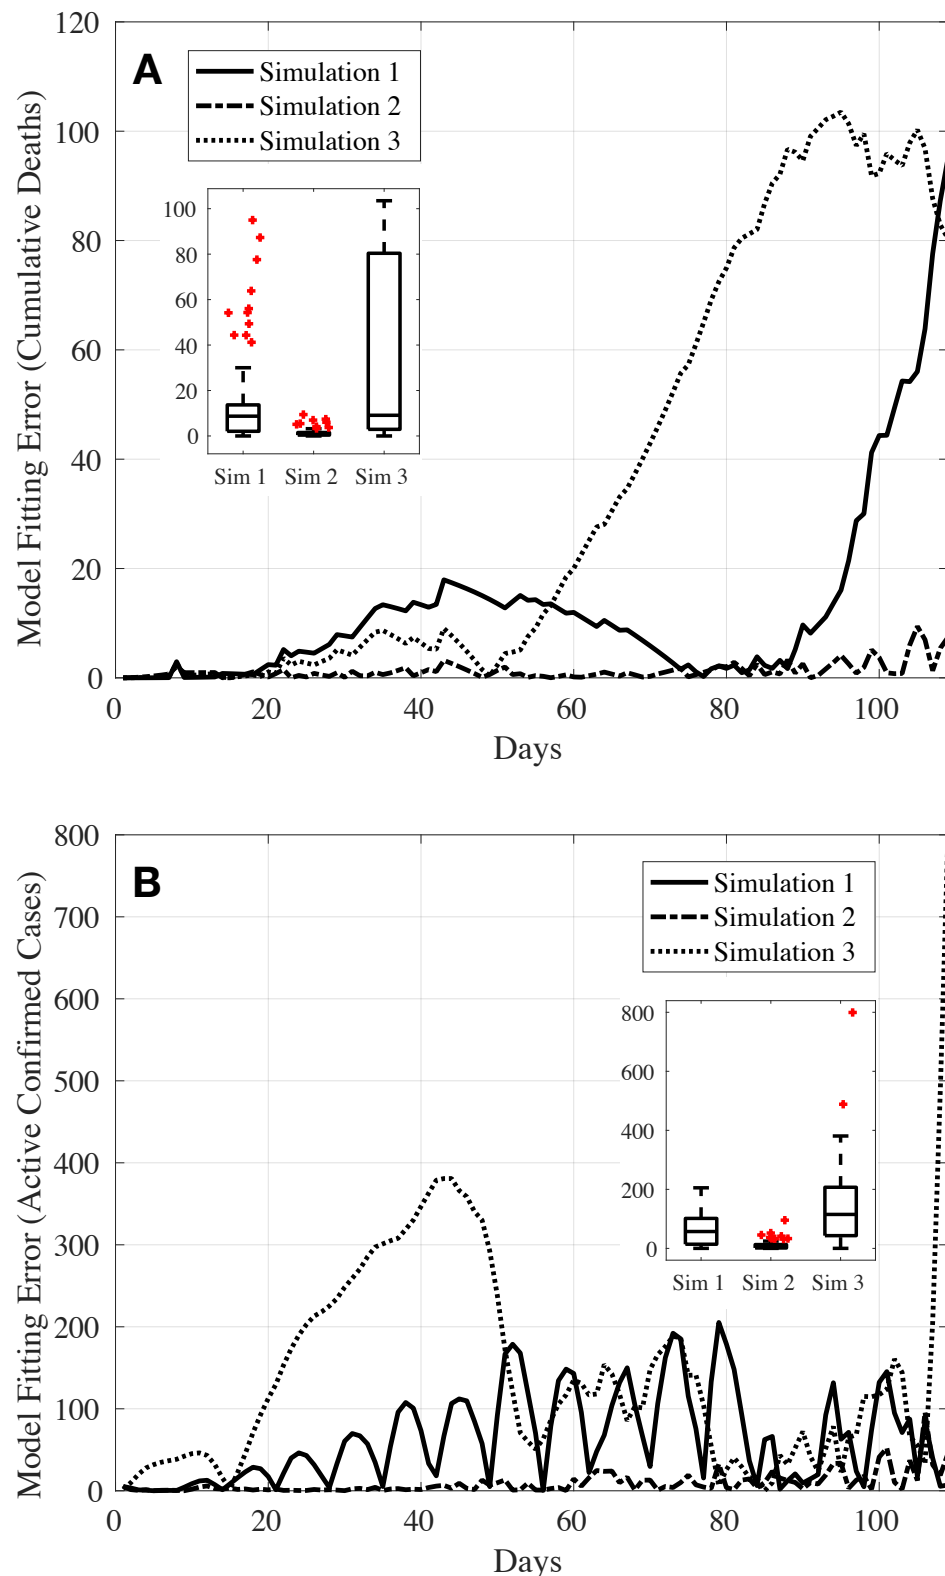 Model Fitting Error (Cumulative Deaths)
120
100
80
60
40
20
0
A
Simulation 1
Simulation 2
Simulation 3
100
80
60
40
20
0
Sim 1 Sim 2 Sim 3
0 20 40 60 80 100
Days
Model Fitting Error (Active Confirmed Cases)
800
700
600
500
400
300
200
100
0
B
Simulation 1
Simulation 2
Simulation 3
800
600
400
200
0
Sim 1 Sim 2 Sim 3
0 20 40 60 80 100
Days